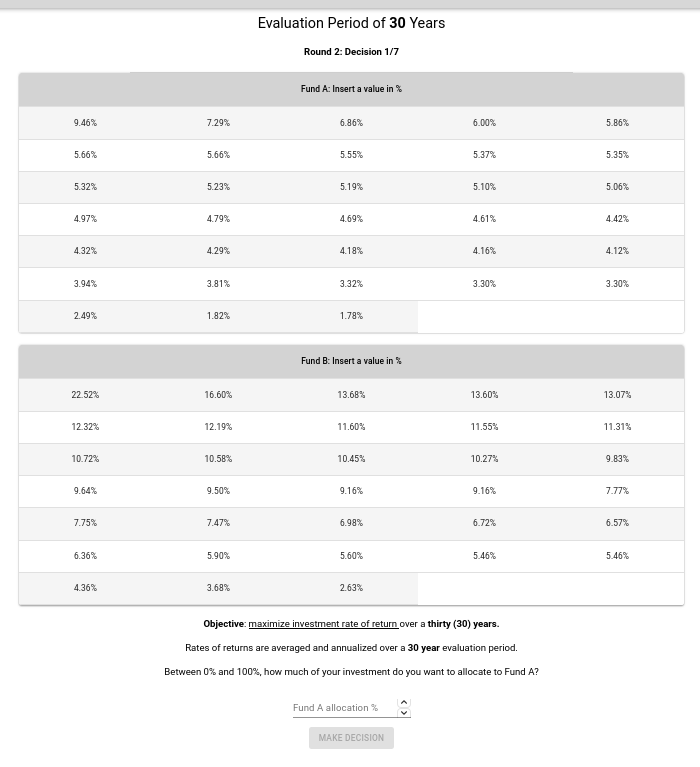 Evaluation Period of 30 Years
Round 2: Decision 1/7
Fund A: Insert a value in %
9.46% 7.29% 6.86% 6.00% 5.86%
5.66% 5.66% 5.55% 5.37% 5.35%
5.32% 5.23% 5.19% 5.10% 5.06%
4.97% 4.79% 4.69% 4.61% 4.42%
4.32% 4.29% 4.18% 4.16% 4.12%
3.94% 3.81% 3.32% 3.30% 3.30%
2.49% 1.82% 1.78%
Fund B: Insert a value in %
22.52% 16.60% 13.68% 13.60% 13.07%
12.32% 12.19% 11.60% 11.55% 11.31%
10.72% 10.58% 10.45% 10.27% 9.83%
9.64% 9.50% 9.16% 9.16% 7.77%
7.75% 7.47% 6.98% 6.72% 6.57%
6.36% 5.90% 5.60% 5.46% 5.46%
4.36% 3.68% 2.63%
Objective: maximize investment rate of return over a thirty (30) years.
Rates of returns are averaged and annualized over a 30 year evaluation period.
Between 0% and 100%, how much of your investment do you want to allocate to Fund A?
Fund A allocation %
MAKE DECISION